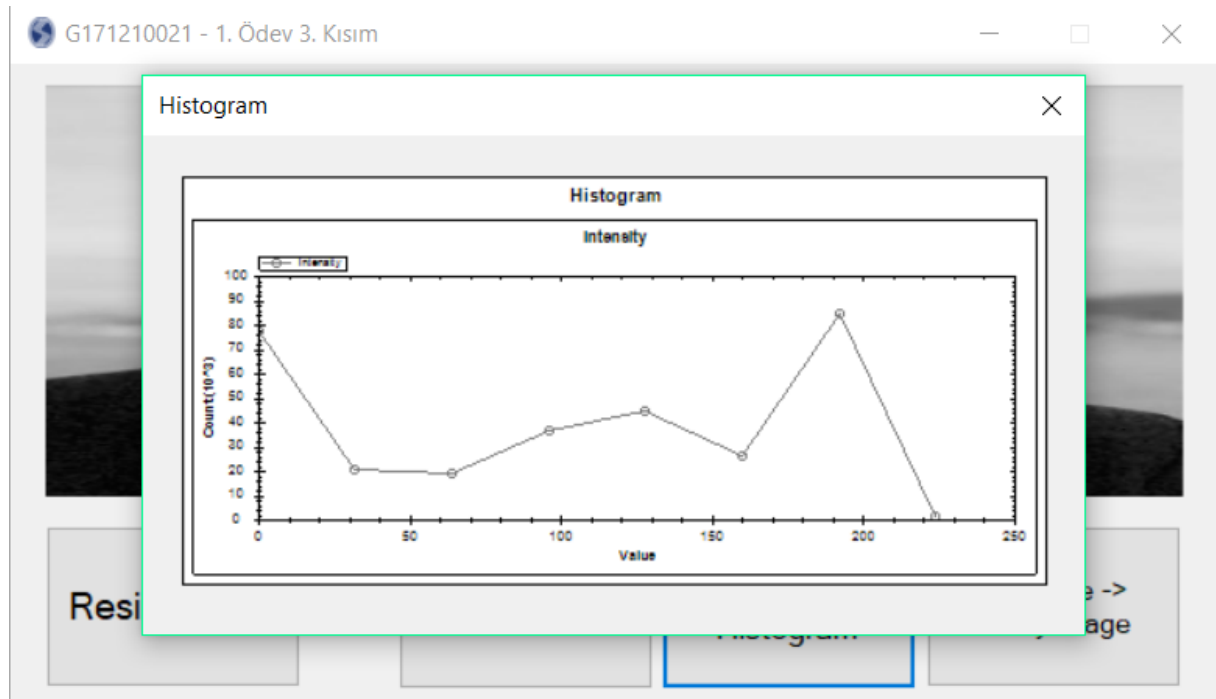 G171210021 - 1. Ödev 3. Kısım
Histogram
Histogram
Intensity
Intensity
100
90
80
70
60
50
40
30
20
10
0
Count(10^3)
0 50 100 150 200 250
Value
Resi
Histogram
->
age